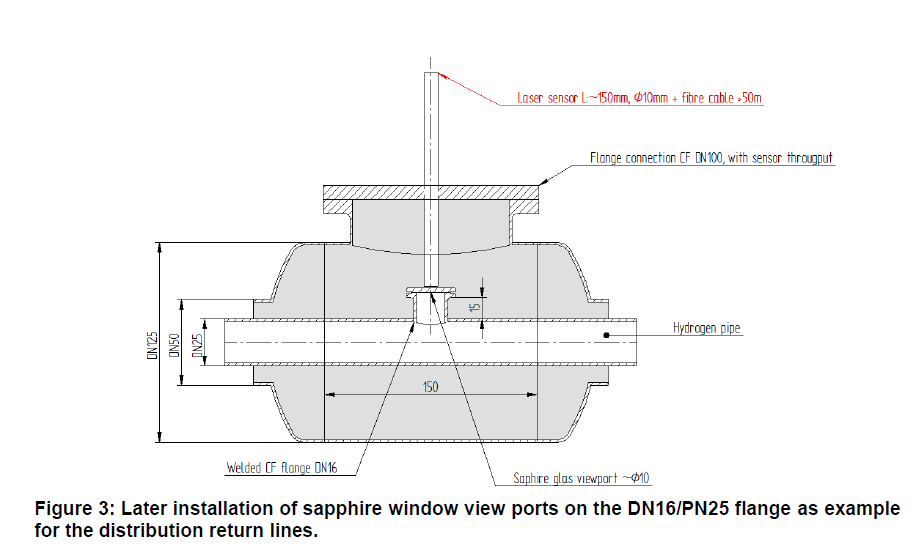 Laser sensor L:~150mm, Φ10mm + fibre cable >50m
Flange connection CF DN100, with sensor througput
DN125
DN50
DN25
15
Hydrogen pipe
150
Welded CF flange DN16
Saphire glas viewport ~Φ10
Figure 3: Later installation of sapphire window view ports on the DN16/PN25 flange as example
for the distribution return lines.